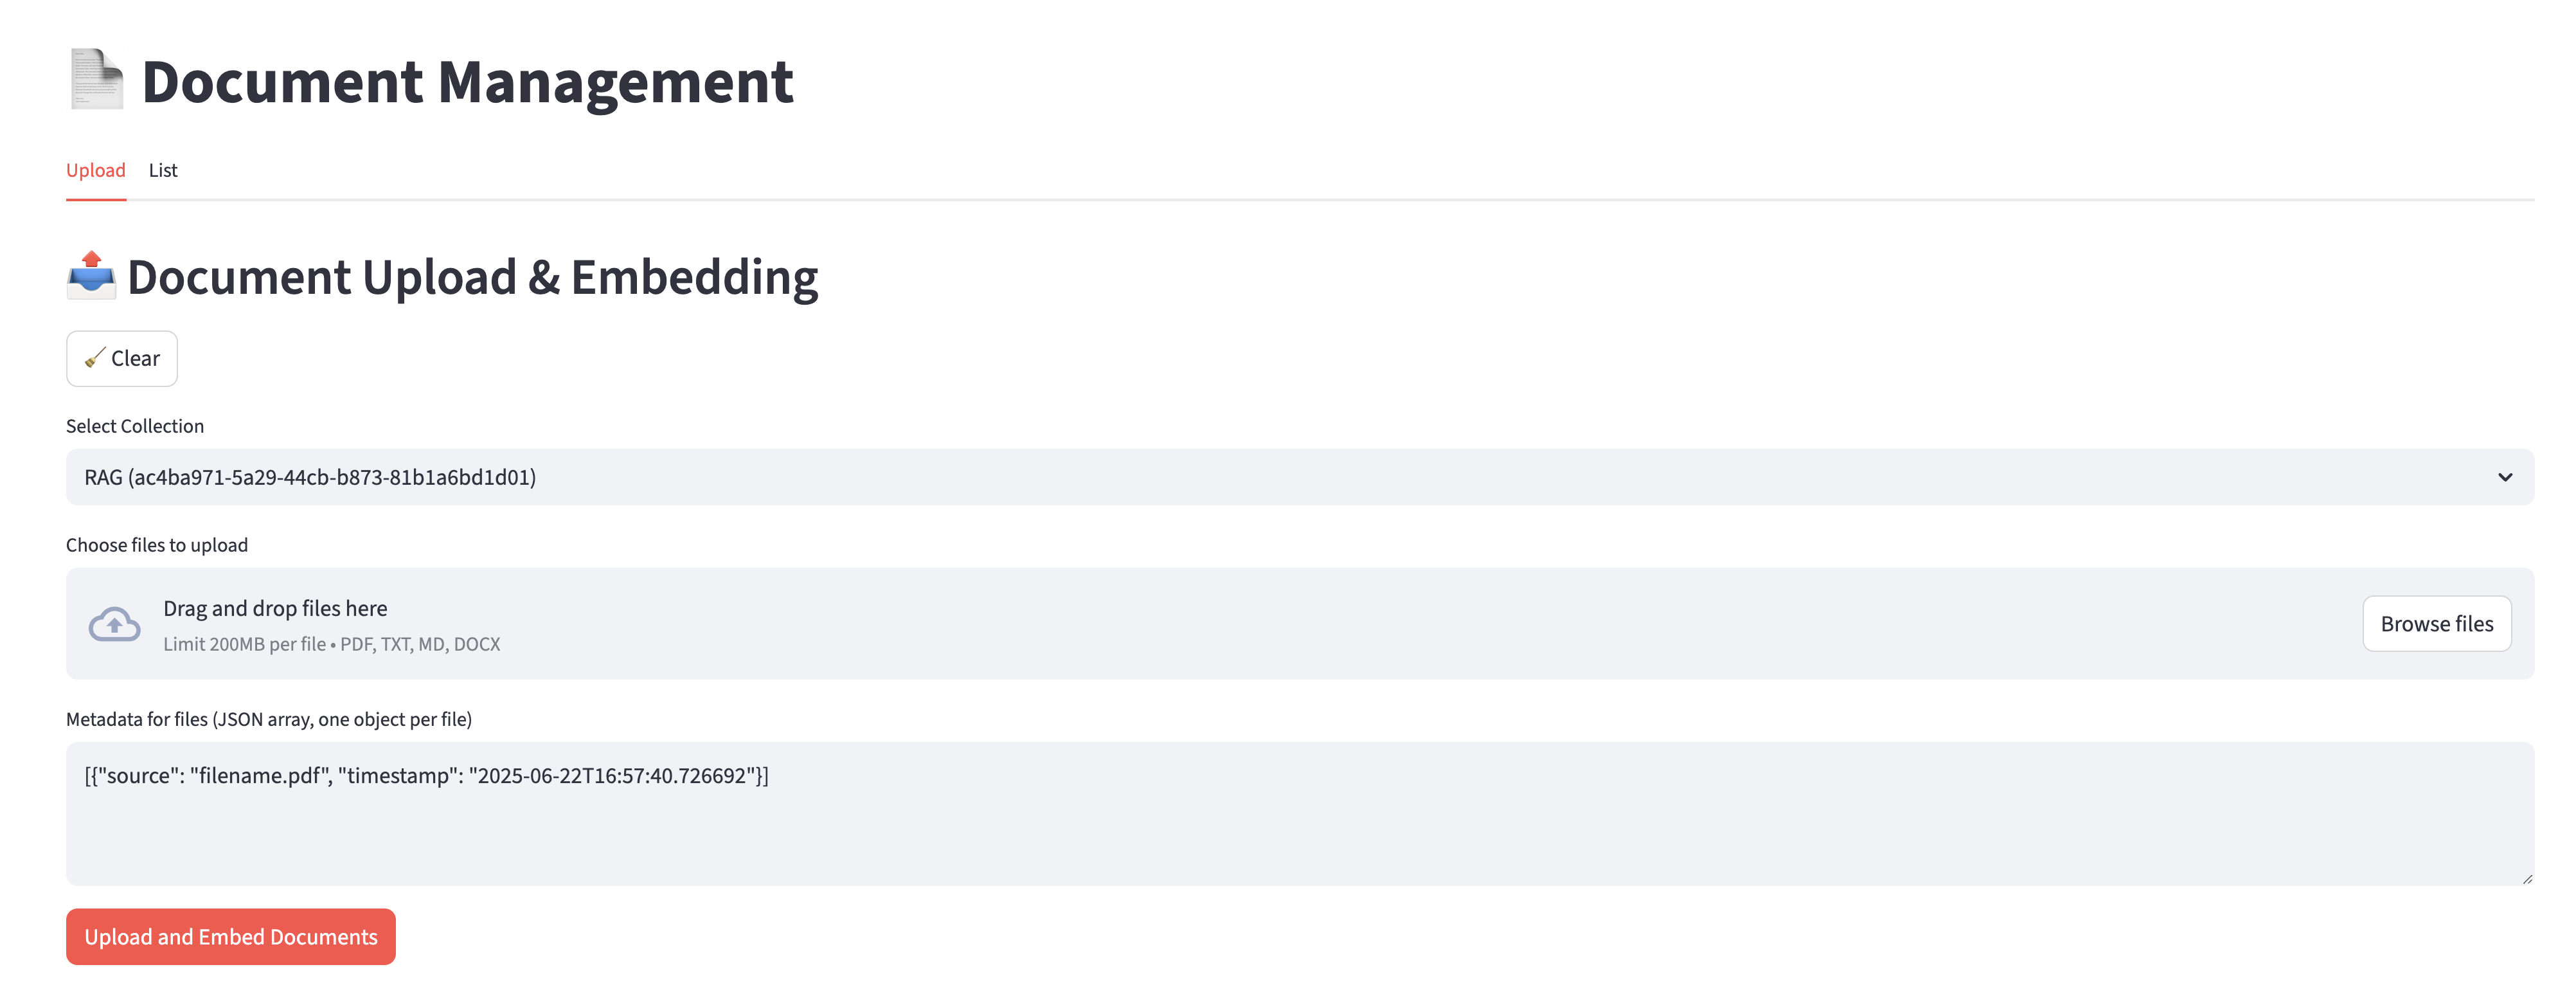 Document Management
Upload
List
Document Upload & Embedding
Clear
Select Collection
RAG (ac4ba971-5a29-44cb-b873-81b1a6bd1d01)
Choose files to upload
Drag and drop files here
Limit 200MB per file • PDF, TXT, MD, DOCX
Browse files
Metadata for files (JSON array, one object per file)
[{"source": "filename.pdf", "timestamp": "2025-06-22T16:57:40.726692"}]
Upload and Embed Documents